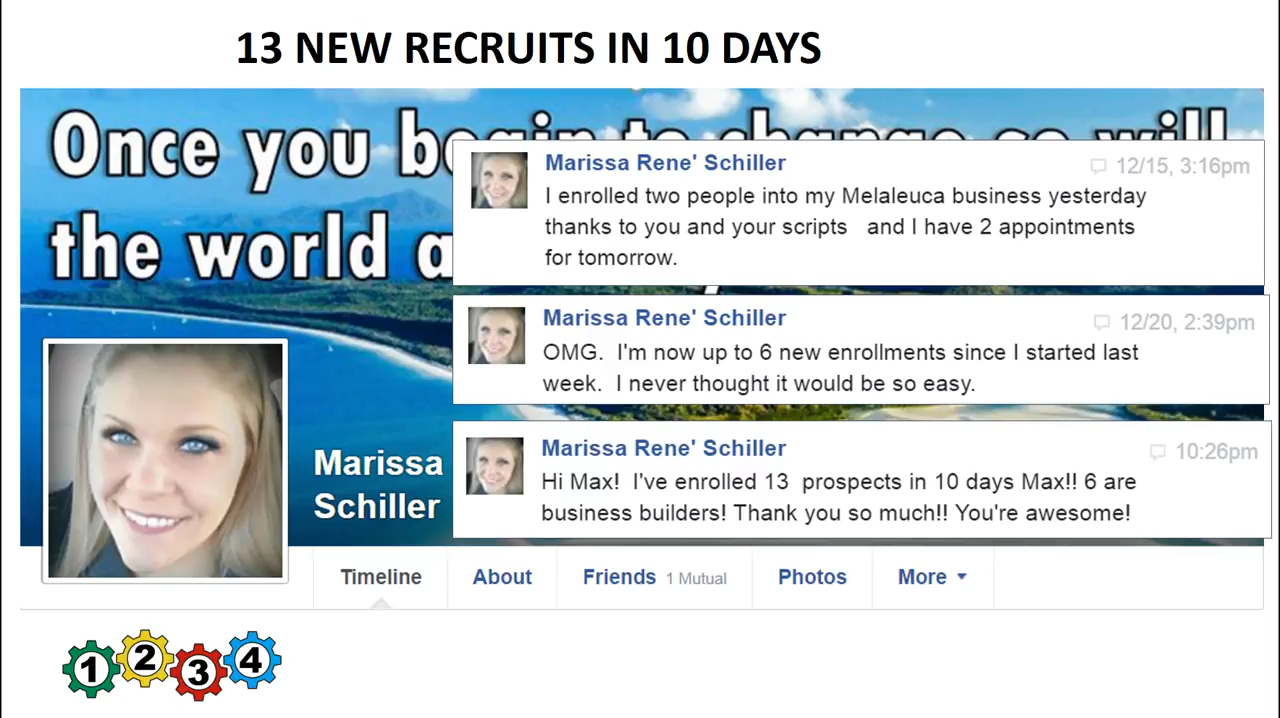 13 NEW RECRUITS IN 10 DAYS
Once you begin to change so will
the world a
Marissa Rene' Schiller 12/15, 3:16pm
I enrolled two people into my Melaleuca business yesterday
thanks to you and your scripts and I have 2 appointments
for tomorrow.
Marissa Rene' Schiller 12/20, 2:39pm
OMG. I'm now up to 6 new enrollments since I started last
week. I never thought it would be so easy.
Marissa Rene' Schiller 10:26pm
Hi Max! I've enrolled 13 prospects in 10 days Max!! 6 are
business builders! Thank you so much!! You're awesome!
Marissa
Schiller
Timeline About Friends 1 Mutual Photos More
1 2 3 4